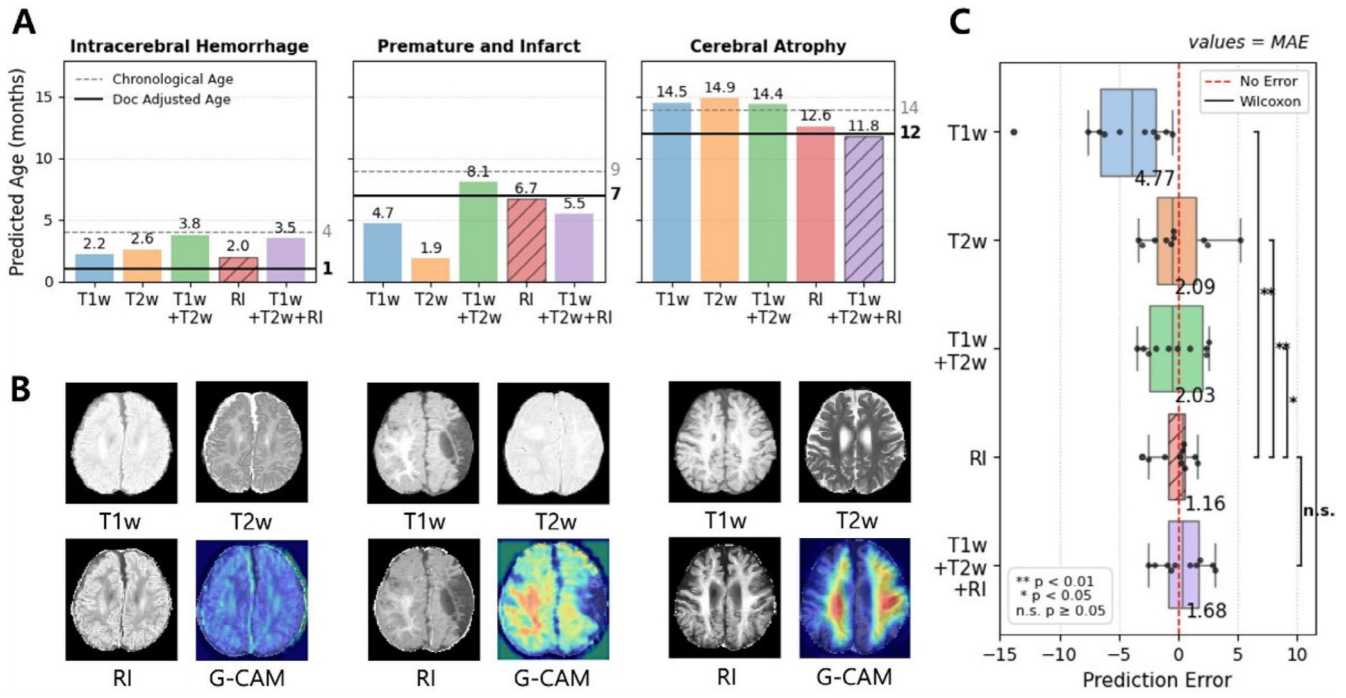 A
Intracerebral Hemorrhage
Premature and Infarct
Cerebral Atrophy
Predicted Age (months)
15
10
5
0
Chronological Age
Doc Adjusted Age
2.2
2.6
3.8
2.0
3.5
4
1
T1w
T2w
T1w
+T2w
RI
T1w
+T2w+RI
4.7
1.9
8.1
6.7
5.5
9
7
T1w
T2w
T1w
+T2w
RI
T1w
+T2w+RI
14.5
14.9
14.4
12.6
11.8
14
12
T1w
T2w
T1w
+T2w
RI
T1w
+T2w+RI
B
T1w
T2w
T1w
T2w
T1w
T2w
RI
G-CAM
RI
G-CAM
RI
G-CAM
C
values = MAE
No Error
Wilcoxon
T1w
4.77
T2w
2.09
**
T1w
+T2w
2.03
**
*
RI
1.16
n.s.
T1w
+T2w
+RI
1.68
** p < 0.01
* p < 0.05
n.s. p ≥ 0.05
−15
−10
−5
0
5
10
Prediction Error